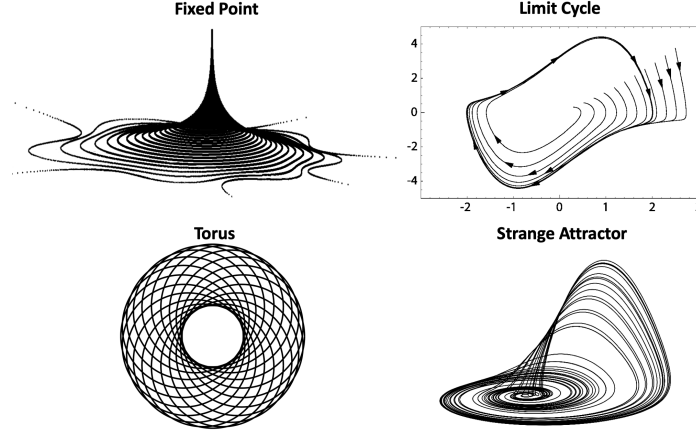 Fixed Point
Limit Cycle
4
2
0
-2
-4
-2 -1 0 1 2
Torus
Strange Attractor